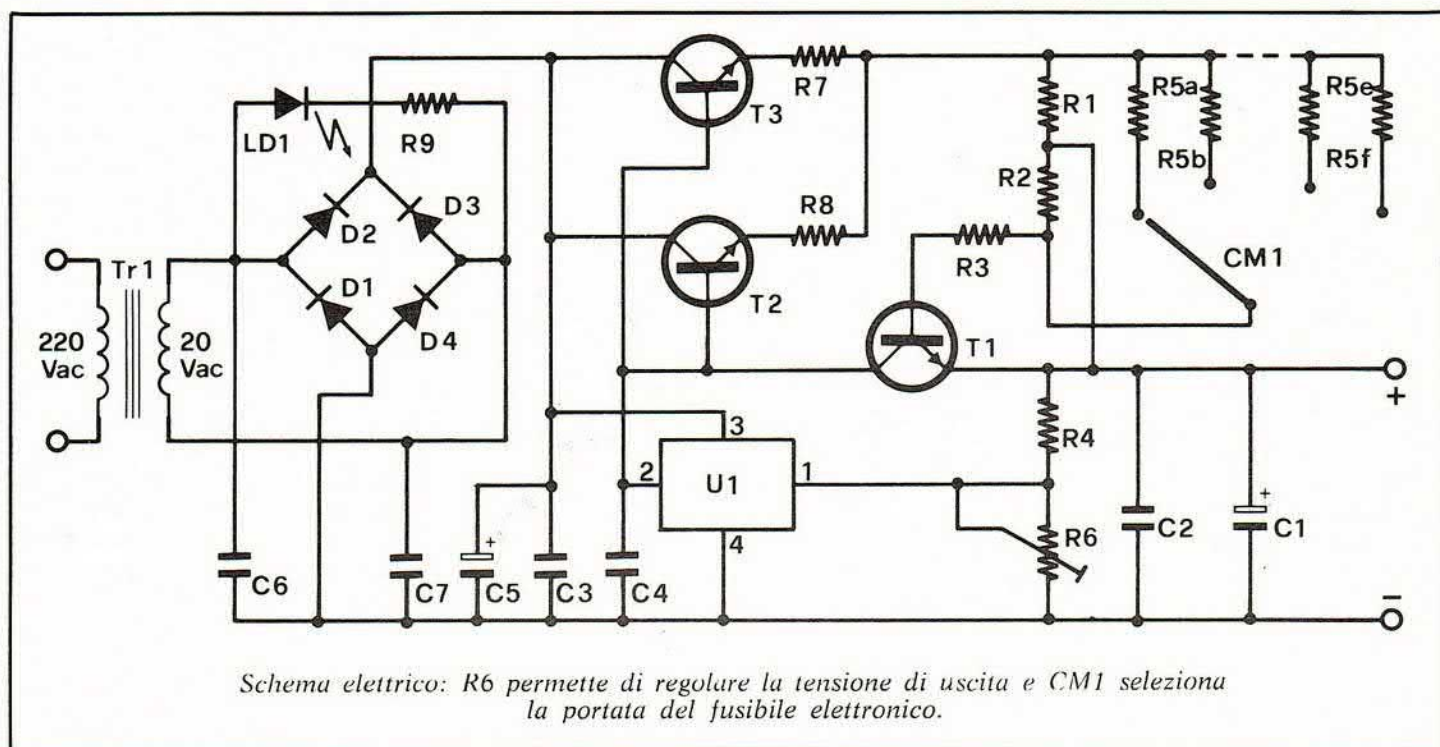 T3
R7
R1
R5a
R5e
LD1
R9
R5b
R5f
R2
D3
D2
R8
R3
CM1
Tr1
D1
T2
T1
D4
220
Vac
20
Vac
+
3
R4
2
U1
1
+
+
R6
C2
C1
4
C6
C7
C5
C3
C4
−
Schema elettrico: R6 permette di regolare la tensione di uscita e CM1 seleziona
la portata del fusibile elettronico.